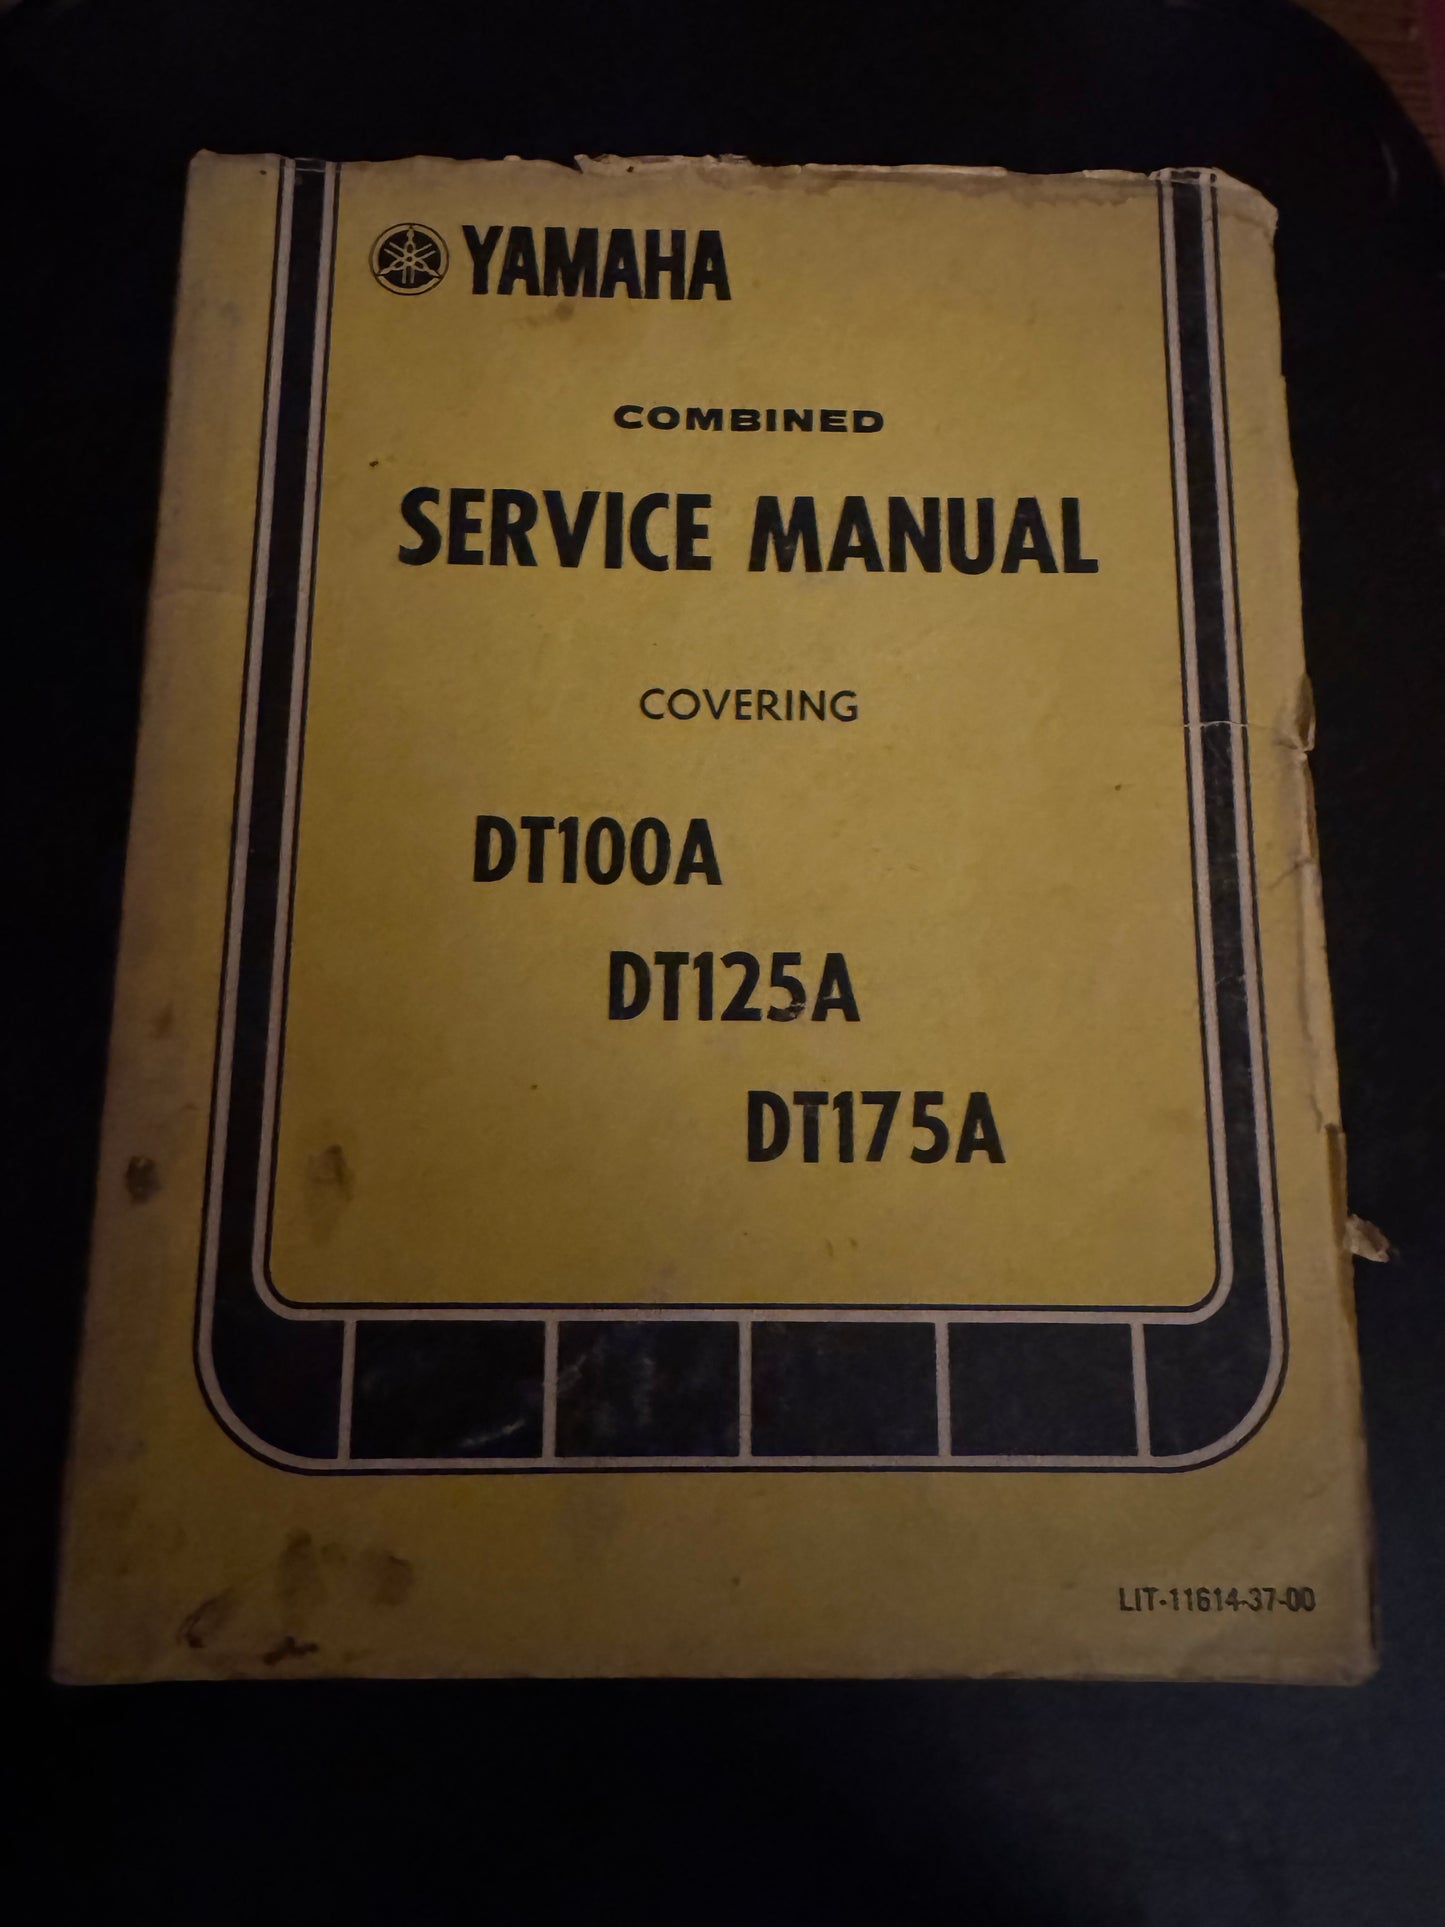 YAMAHA
COMBINED
SERVICE MANUAL
COVERING
DT100A
DT125A
DT175A
LIT-11614-37-00